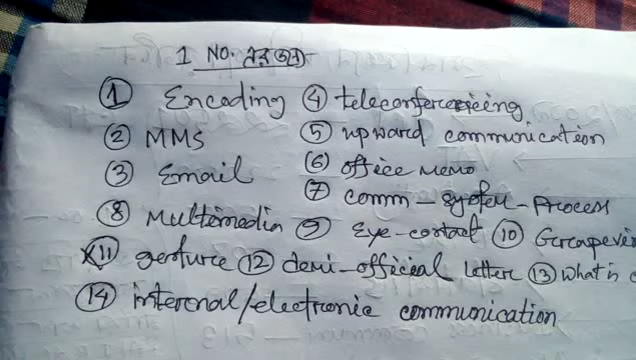 1 NO.
① Encoding ④ teleconferencing
② MMS ⑤ upward communication
③ Email ⑥ office memo
⑦ comm - system - Process
⑧ Multimedia ⑨ Eye-contact ⑩
⑪ gesture ⑫ demi-official letter ⑬ what is
⑭ internal/electronic communication